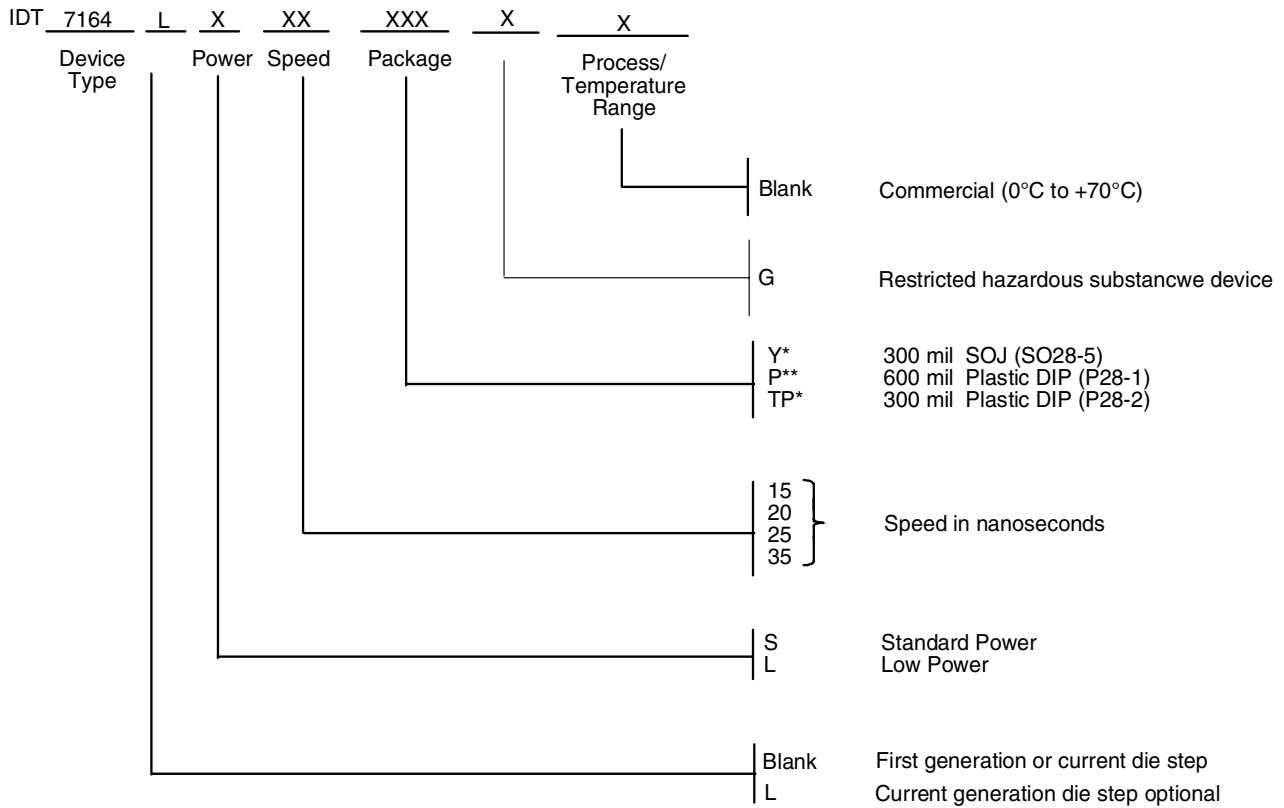 IDT 7164 L X XX XXX X X
Device Type
Power
Speed
Package
Process/
Temperature
Range
Blank Commercial (0°C to +70°C)
G Restricted hazardous substancwe device
Y* 300 mil SOJ (SO28-5)
P** 600 mil Plastic DIP (P28-1)
TP* 300 mil Plastic DIP (P28-2)
15
20
25
35
Speed in nanoseconds
S Standard Power
L Low Power
Blank First generation or current die step
L Current generation die step optional